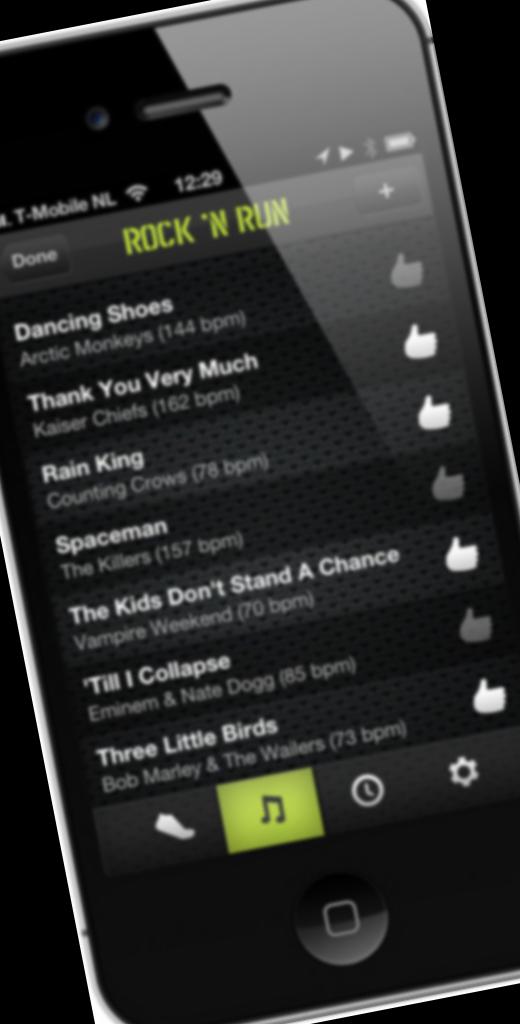 T-Mobile NL 12:29
Done ROCK 'N RUN +
Dancing Shoes
Arctic Monkeys (144 bpm)
Thank You Very Much
Kaiser Chiefs (162 bpm)
Rain King
Counting Crows (78 bpm)
Spaceman
The Killers (157 bpm)
The Kids Don't Stand A Chance
Vampire Weekend (70 bpm)
'Till I Collapse
Eminem & Nate Dogg (85 bpm)
Three Little Birds
Bob Marley & The Wailers (73 bpm)